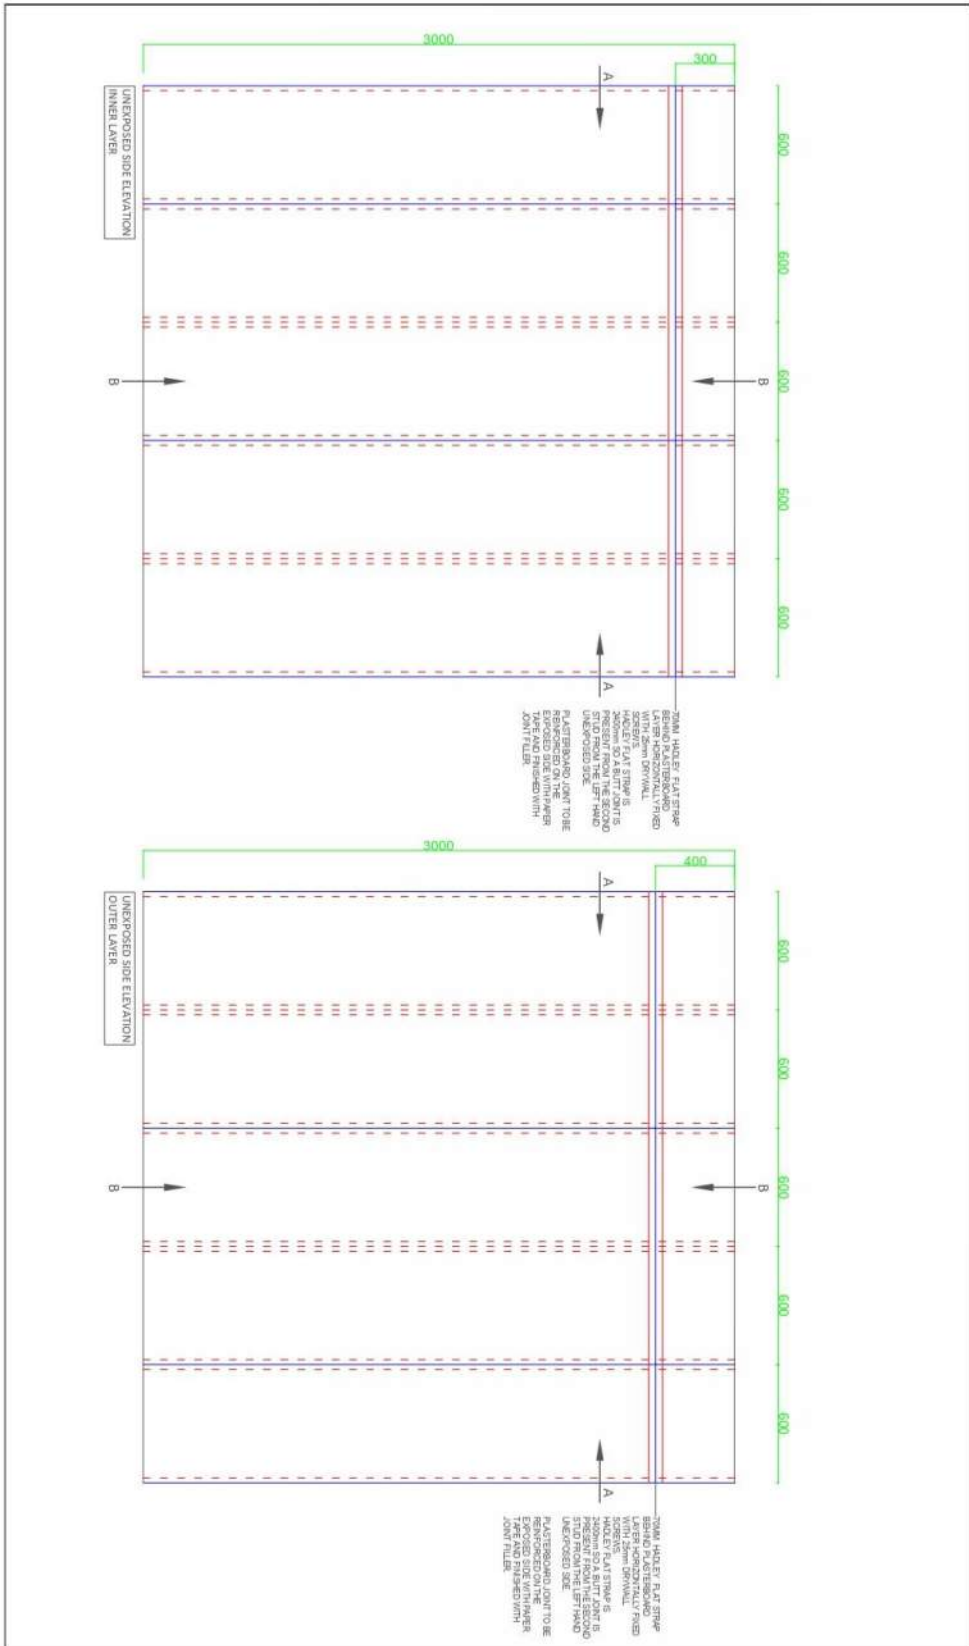 3000
300
A
600
600
600
600
600
B
B
A
UNEXPOSED SIDE ELEVATION
INNER LAYER
70MM HADLEY FLAT STRAP
BEHIND PLASTERBOARD
LAYER HORIZONTALLY FIXED
WITH 25mm DRYWALL
SCREWS.
HADLEY FLAT STRAP IS
2400mm SO A BUTT JOINT IS
PRESENT FROM THE SECOND
STUD FROM THE LEFT HAND
UNEXPOSED SIDE.
PLASTERBOARD JOINT TO BE
REINFORCED ON THE
EXPOSED SIDE WITH PAPER
TAPE AND FINISHED WITH
JOINT FILLER.
3000
400
A
600
600
600
600
600
B
B
A
UNEXPOSED SIDE ELEVATION
OUTER LAYER
70MM HADLEY FLAT STRAP
BEHIND PLASTERBOARD
LAYER HORIZONTALLY FIXED
WITH 25mm DRYWALL
SCREWS.
HADLEY FLAT STRAP IS
2400mm SO A BUTT JOINT IS
PRESENT FROM THE SECOND
STUD FROM THE LEFT HAND
UNEXPOSED SIDE.
PLASTERBOARD JOINT TO BE
REINFORCED ON THE
EXPOSED SIDE WITH PAPER
TAPE AND FINISHED WITH
JOINT FILLER.